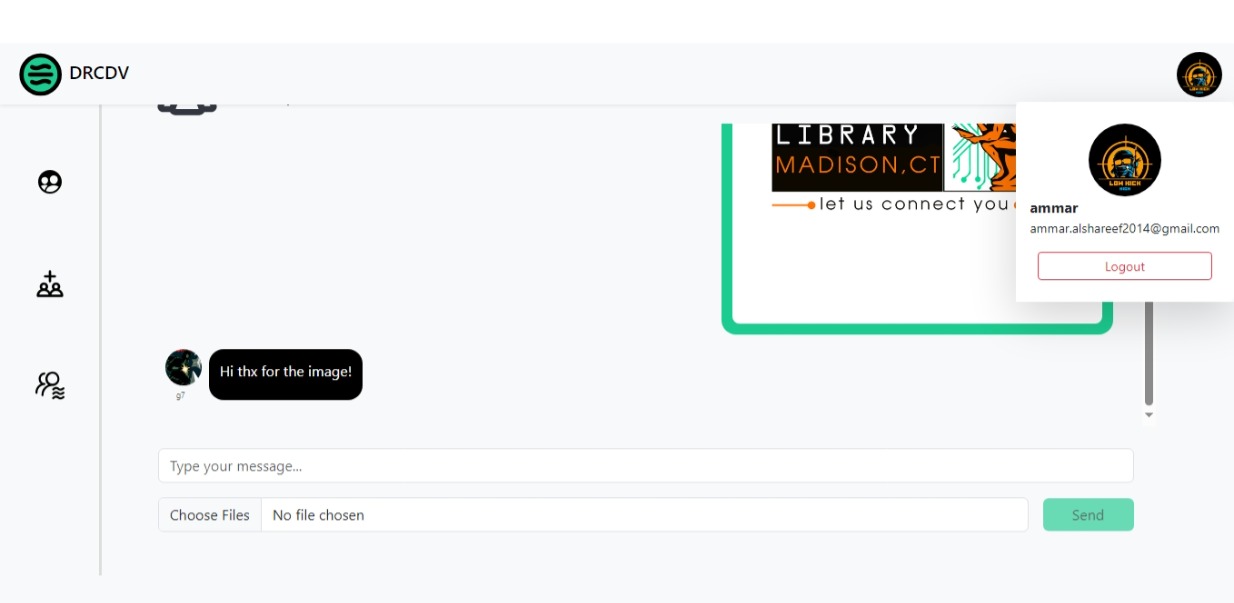 DRCDV
LIBRARY
MADISON,CT
let us connect you
ammar
ammar.alshareef2014@gmail.com
Logout
Hi thx for the image!
g7
Type your message...
Choose Files No file chosen
Send